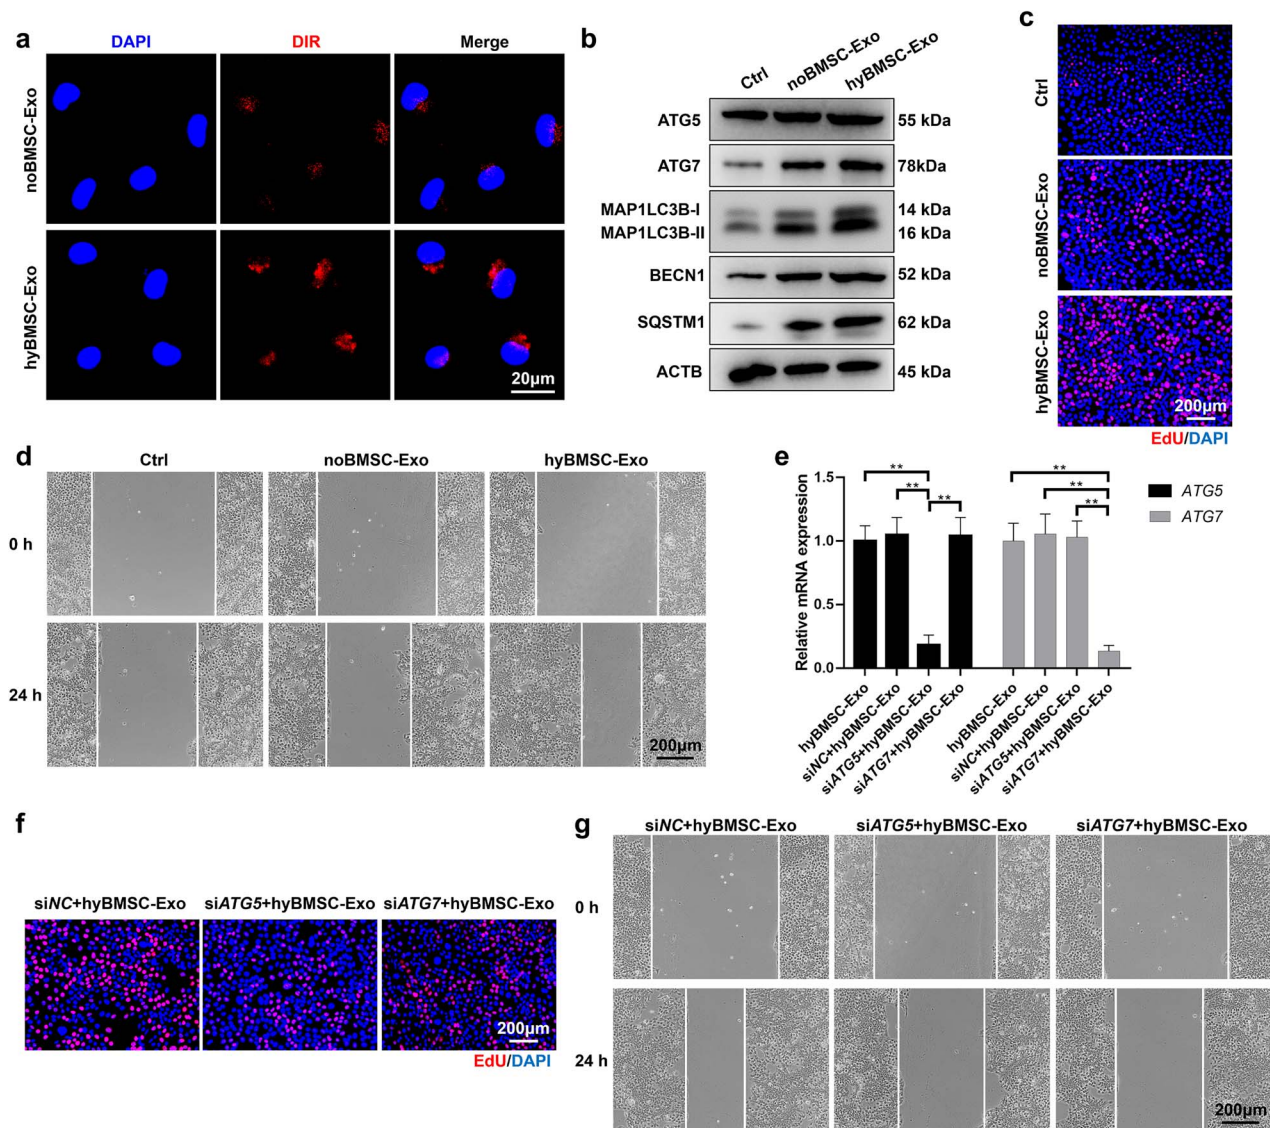 a
DAPI
DIR
Merge
noBMSC-Exo
hyBMSC-Exo
20μm
b
Ctrl
noBMSC-Exo
hyBMSC-Exo
ATG5
55 kDa
ATG7
78kDa
MAP1LC3B-I
14 kDa
MAP1LC3B-II
16 kDa
BECN1
52 kDa
SQSTM1
62 kDa
ACTB
45 kDa
c
Ctrl
noBMSC-Exo
hyBMSC-Exo
200μm
EdU/DAPI
d
Ctrl
noBMSC-Exo
hyBMSC-Exo
0 h
24 h
200μm
e
Relative mRNA expression
1.5
1.0
0.5
0.0
**
**
**
**
**
**
ATG5
ATG7
hyBMSC-Exo
siNC+hyBMSC-Exo
siATG5+hyBMSC-Exo
siATG7+hyBMSC-Exo
hyBMSC-Exo
siNC+hyBMSC-Exo
siATG5+hyBMSC-Exo
siATG7+hyBMSC-Exo
f
siNC+hyBMSC-Exo
siATG5+hyBMSC-Exo
siATG7+hyBMSC-Exo
200μm
EdU/DAPI
g
siNC+hyBMSC-Exo
siATG5+hyBMSC-Exo
siATG7+hyBMSC-Exo
0 h
24 h
200μm